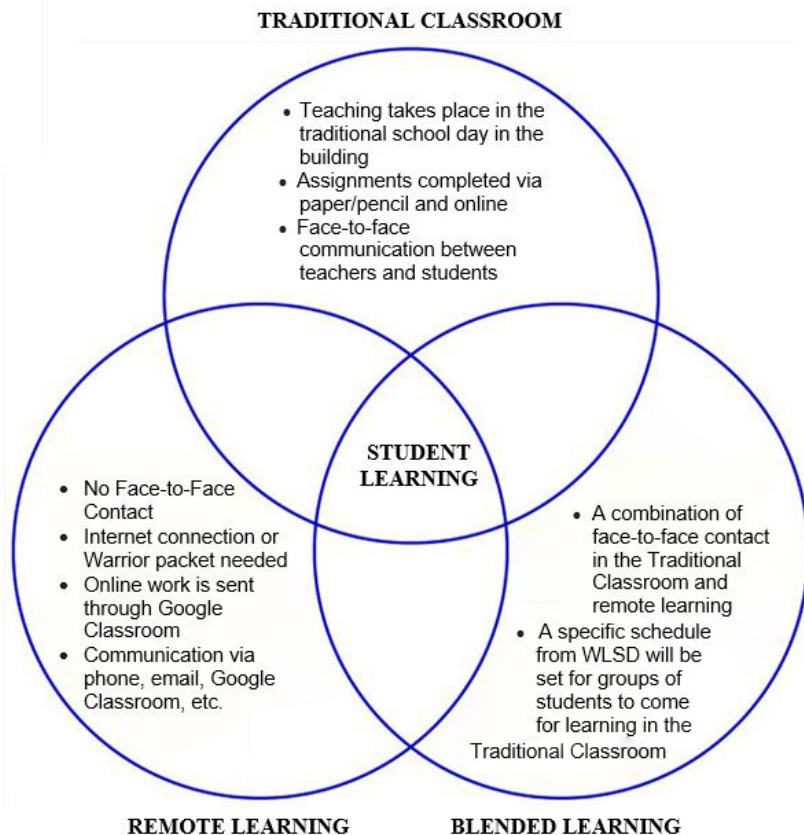 TRADITIONAL CLASSROOM
• Teaching takes place in the
traditional school day in the
building
• Assignments completed via
paper/pencil and online
• Face-to-face
communication between
teachers and students
STUDENT
LEARNING
• No Face-to-Face
Contact
• Internet connection or
Warrior packet needed
• Online work is sent
through Google
Classroom
• Communication via
phone, email, Google
Classroom, etc.
• A combination of
face-to-face contact
in the Traditional
Classroom and
remote learning
• A specific schedule
from WLSD will be
set for groups of
students to come
for learning in the
Traditional Classroom
REMOTE LEARNING
BLENDED LEARNING